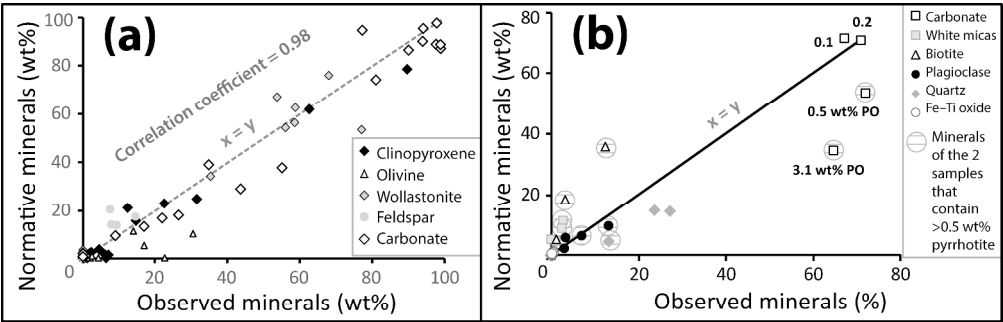 (a)
Normative minerals (wt%)
100
80
60
40
20
0
20
40
60
80
100
Observed minerals (wt%)
Correlation coefficient = 0.98
x = y
Clinopyroxene
Olivine
Wollastonite
Feldspar
Carbonate
(b)
Normative minerals (wt%)
80
60
40
20
0
0
20
40
60
80
Observed minerals (%)
x = y
0.2
0.1
0.5 wt% PO
3.1 wt% PO
Carbonate
White micas
Biotite
Plagioclase
Quartz
Fe–Ti oxide
Minerals
of the 2
samples
that
contain
>0.5 wt%
pyrrhotite